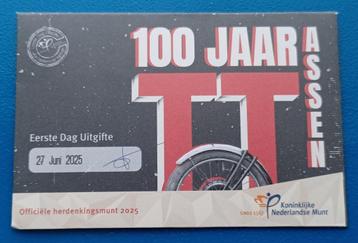 100 JAAR
TT
ASSEN
Eerste Dag Uitgifte
27 Juni 2025
Officiële herdenkingsmunt 2025
Koninklijke
Nederlandse Munt